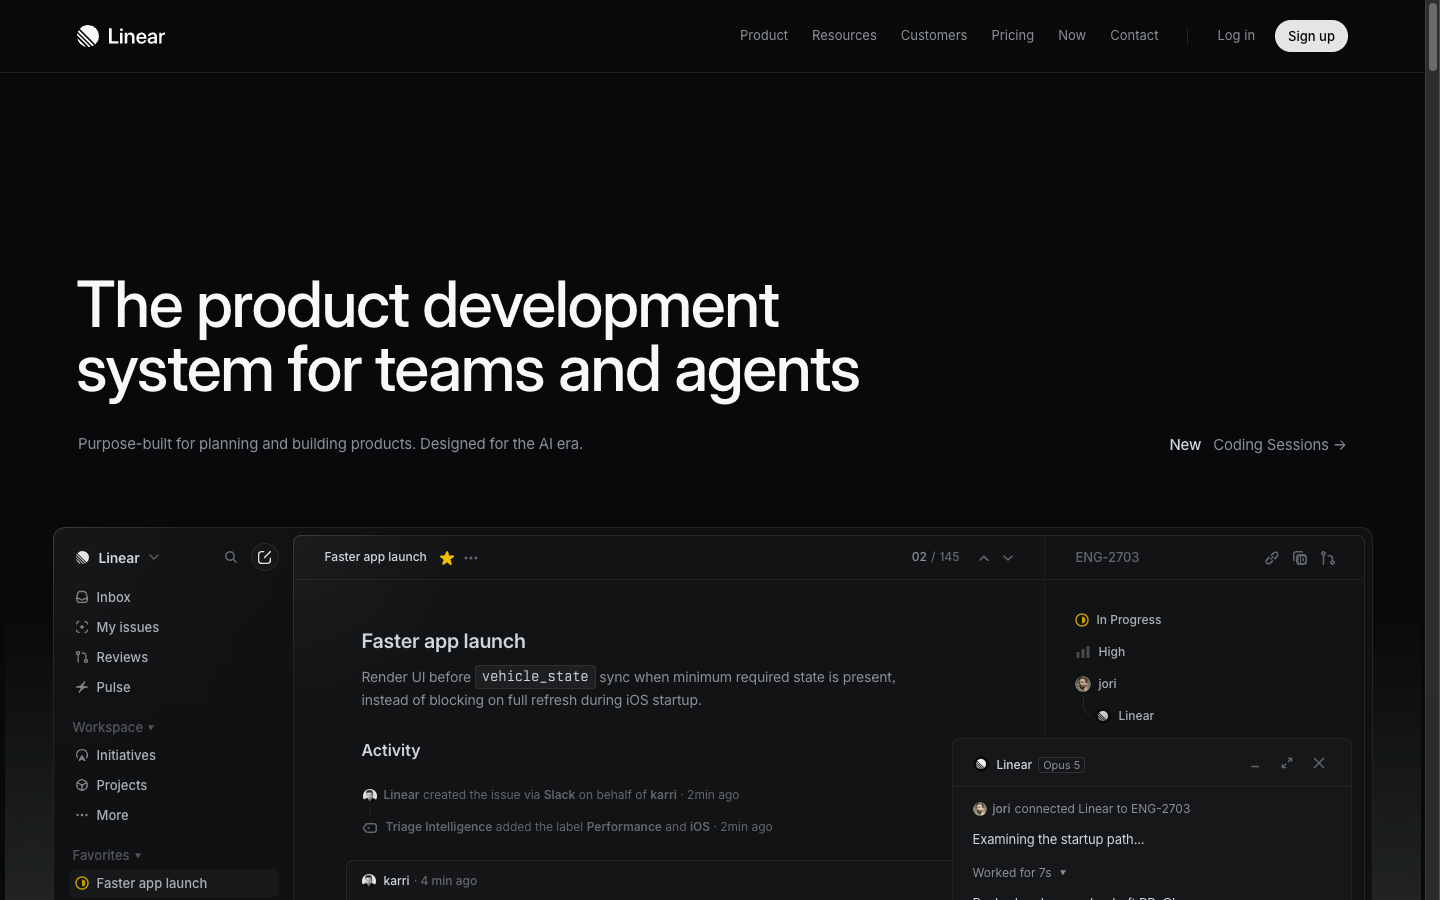 Linear
Product
Resources
Customers
Pricing
Now
Contact
Log in
Sign up
The product development
system for teams and agents
Purpose-built for planning and building products. Designed for the AI era.
New Coding Sessions →
Linear
Inbox
My issues
Reviews
Pulse
Workspace
Initiatives
Projects
More
Favorites
Faster app launch
Faster app launch
02 / 145
Faster app launch
Render UI before vehicle_state sync when minimum required state is present,
instead of blocking on full refresh during iOS startup.
Activity
Linear created the issue via Slack on behalf of karri · 2min ago
Triage Intelligence added the label Performance and iOS · 2min ago
karri · 4 min ago
ENG-2703
In Progress
High
jori
Linear
Linear Opus 5
jori connected Linear to ENG-2703
Examining the startup path…
Worked for 7s